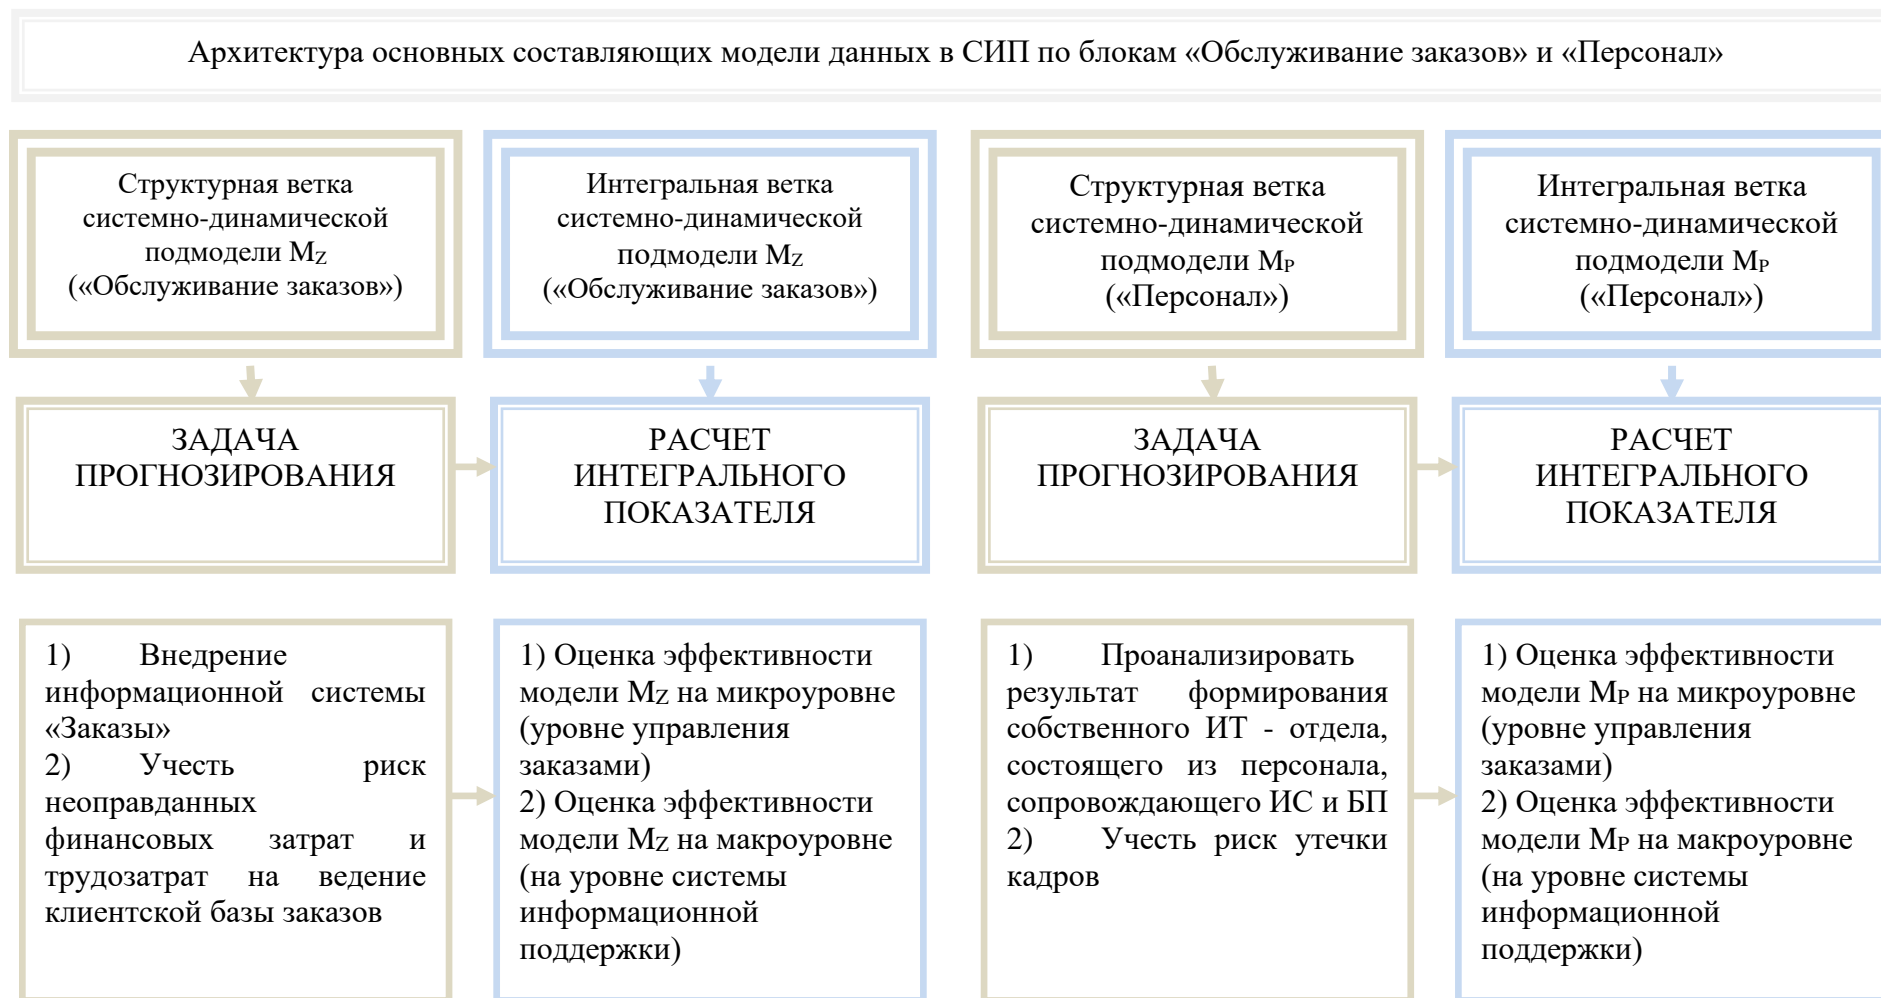 Архитектура основных составляющих модели данных в СИП по блокам «Обслуживание заказов» и «Персонал»
Структурная ветка
системно-динамической
подмодели MZ
(«Обслуживание заказов»)
Интегральная ветка
системно-динамической
подмодели MZ
(«Обслуживание заказов»)
Структурная ветка
системно-динамической
подмодели MP
(«Персонал»)
Интегральная ветка
системно-динамической
подмодели MP
(«Персонал»)
ЗАДАЧА
ПРОГНОЗИРОВАНИЯ
РАСЧЕТ
ИНТЕГРАЛЬНОГО
ПОКАЗАТЕЛЯ
ЗАДАЧА
ПРОГНОЗИРОВАНИЯ
РАСЧЕТ
ИНТЕГРАЛЬНОГО
ПОКАЗАТЕЛЯ
1) Внедрение
информационной системы
«Заказы»
2) Учесть риск
неоправданных
финансовых затрат и
трудозатрат на ведение
клиентской базы заказов
1) Оценка эффективности
модели MZ на микроуровне
(уровне управления
заказами)
2) Оценка эффективности
модели MZ на макроуровне
(на уровне системы
информационной
поддержки)
1) Проанализировать
результат формирования
собственного ИТ - отдела,
состоящего из персонала,
сопровождающего ИС и БП
2) Учесть риск утечки
кадров
1) Оценка эффективности
модели MP на микроуровне
(уровне управления
заказами)
2) Оценка эффективности
модели MP на макроуровне
(на уровне системы
информационной
поддержки)